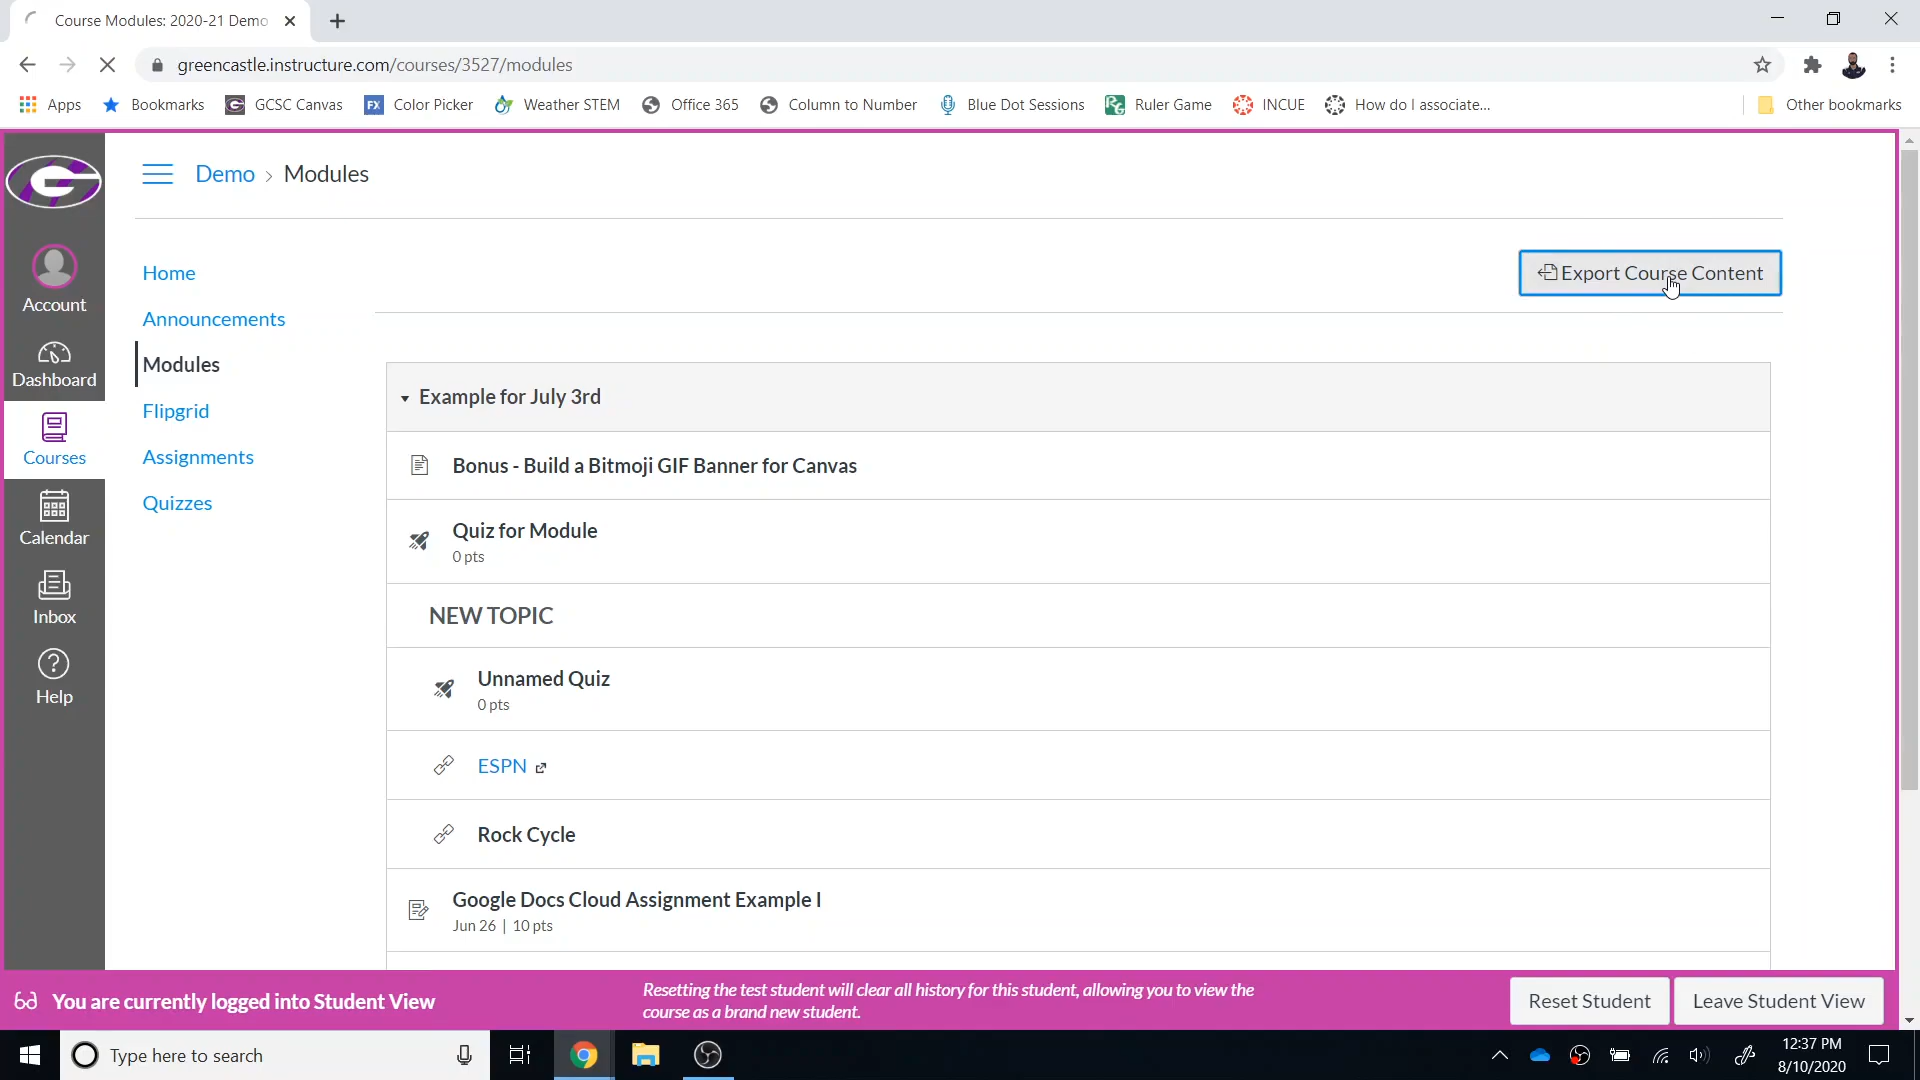 Course Modules: 2020-21 Demo
greencastle.instructure.com/courses/3527/modules
Apps
Bookmarks
GCSC Canvas
FX
Color Picker
Weather STEM
Office 365
Column to Number
Blue Dot Sessions
RG
Ruler Game
INCUE
How do I associate...
Other bookmarks
G
Account
Dashboard
Courses
Calendar
Inbox
?
Help
Demo > Modules
Home
Announcements
Modules
Flipgrid
Assignments
Quizzes
Export Course Content
Example for July 3rd
Bonus - Build a Bitmoji GIF Banner for Canvas
Quiz for Module
0 pts
NEW TOPIC
Unnamed Quiz
0 pts
ESPN
Rock Cycle
Google Docs Cloud Assignment Example I
Jun 26 | 10 pts
You are currently logged into Student View
Resetting the test student will clear all history for this student, allowing you to view the
course as a brand new student.
Reset Student
Leave Student View
Type here to search
12:37 PM
8/10/2020